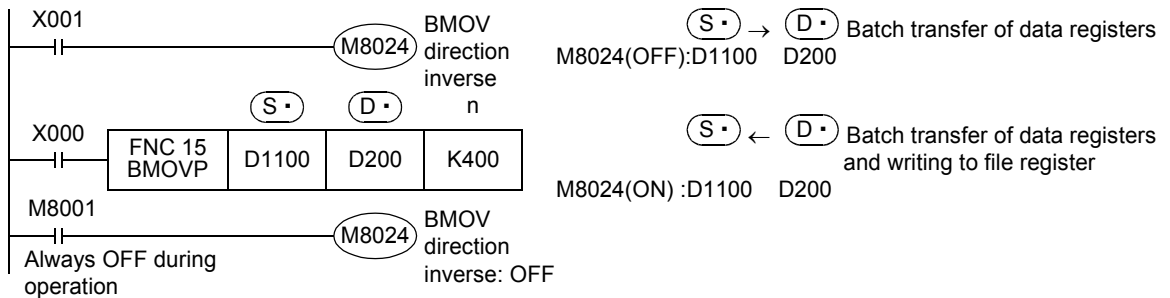 X001
M8024
BMOV
direction
inverse
S・
D・
n
X000
FNC 15
BMOVP
D1100
D200
K400
M8001
M8024
BMOV
direction
inverse: OFF
Always OFF during
operation
S・ → D・ Batch transfer of data registers
M8024(OFF):D1100 D200
S・ ← D・ Batch transfer of data registers
and writing to file register
M8024(ON) :D1100 D200